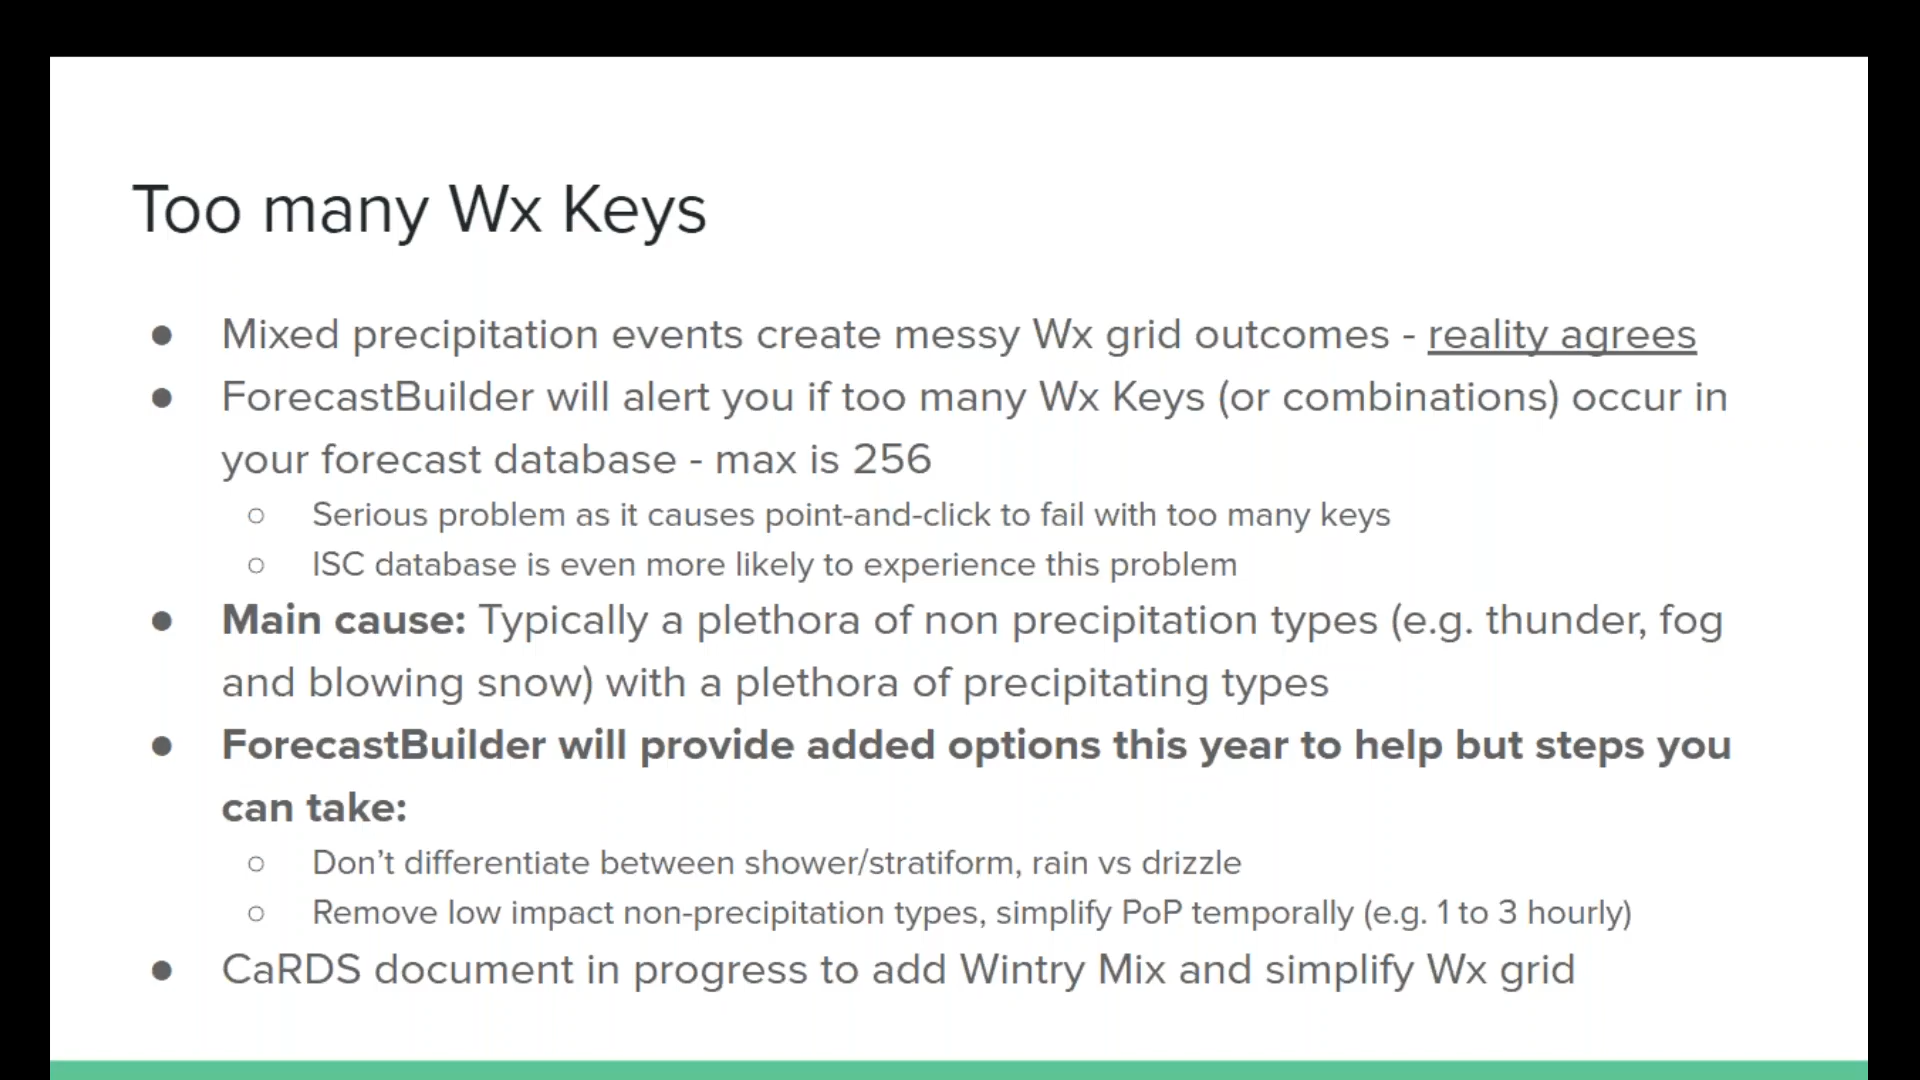 Too many Wx Keys
● Mixed precipitation events create messy Wx grid outcomes - reality agrees
● ForecastBuilder will alert you if too many Wx Keys (or combinations) occur in
your forecast database - max is 256
○ Serious problem as it causes point-and-click to fail with too many keys
○ ISC database is even more likely to experience this problem
● Main cause: Typically a plethora of non precipitation types (e.g. thunder, fog
and blowing snow) with a plethora of precipitating types
● ForecastBuilder will provide added options this year to help but steps you
can take:
○ Don’t differentiate between shower/stratiform, rain vs drizzle
○ Remove low impact non-precipitation types, simplify PoP temporally (e.g. 1 to 3 hourly)
● CaRDS document in progress to add Wintry Mix and simplify Wx grid